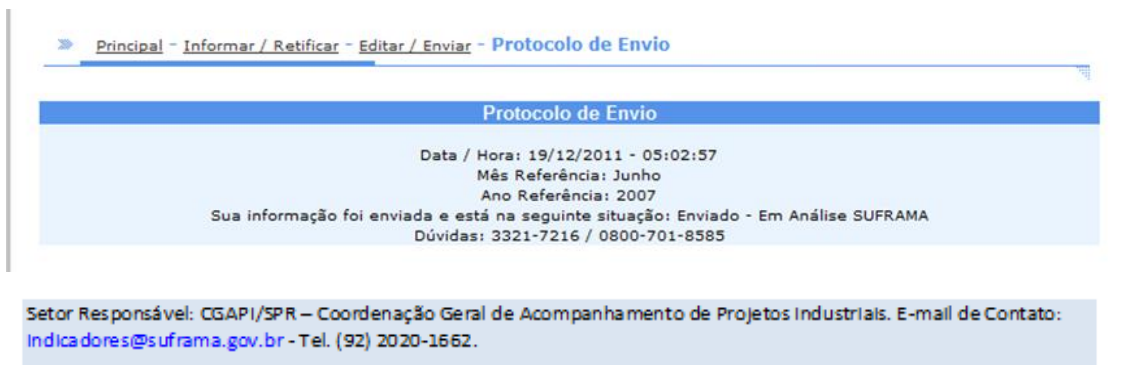 Principal - Informar / Retificar - Editar / Enviar - Protocolo de Envio
Protocolo de Envio
Data / Hora: 19/12/2011 - 05:02:57
Mês Referência: Junho
Ano Referência: 2007
Sua informação foi enviada e está na seguinte situação: Enviado - Em Análise SUFRAMA
Dúvidas: 3321-7216 / 0800-701-8585
Setor Responsável: CGAPI/SPR – Coordenação Geral de Acompanhamento de Projetos Industriais. E-mail de Contato:
indicadores@suframa.gov.br - Tel. (92) 2020-1662.